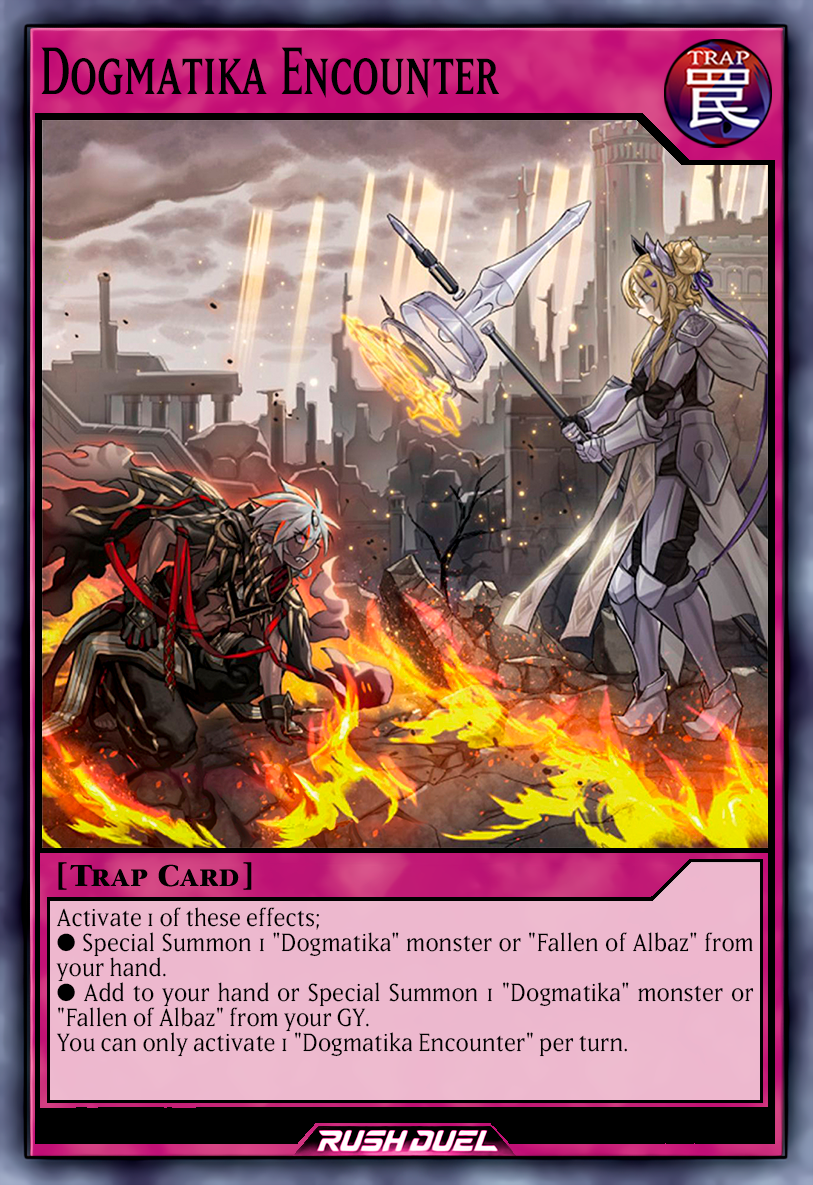 Dogmatika Encounter
TRAP
罠
[Trap Card]
Activate 1 of these effects;
● Special Summon 1 "Dogmatika" monster or "Fallen of Albaz" from
your hand.
● Add to your hand or Special Summon 1 "Dogmatika" monster or
"Fallen of Albaz" from your GY.
You can only activate 1 "Dogmatika Encounter" per turn.
RUSH DUEL